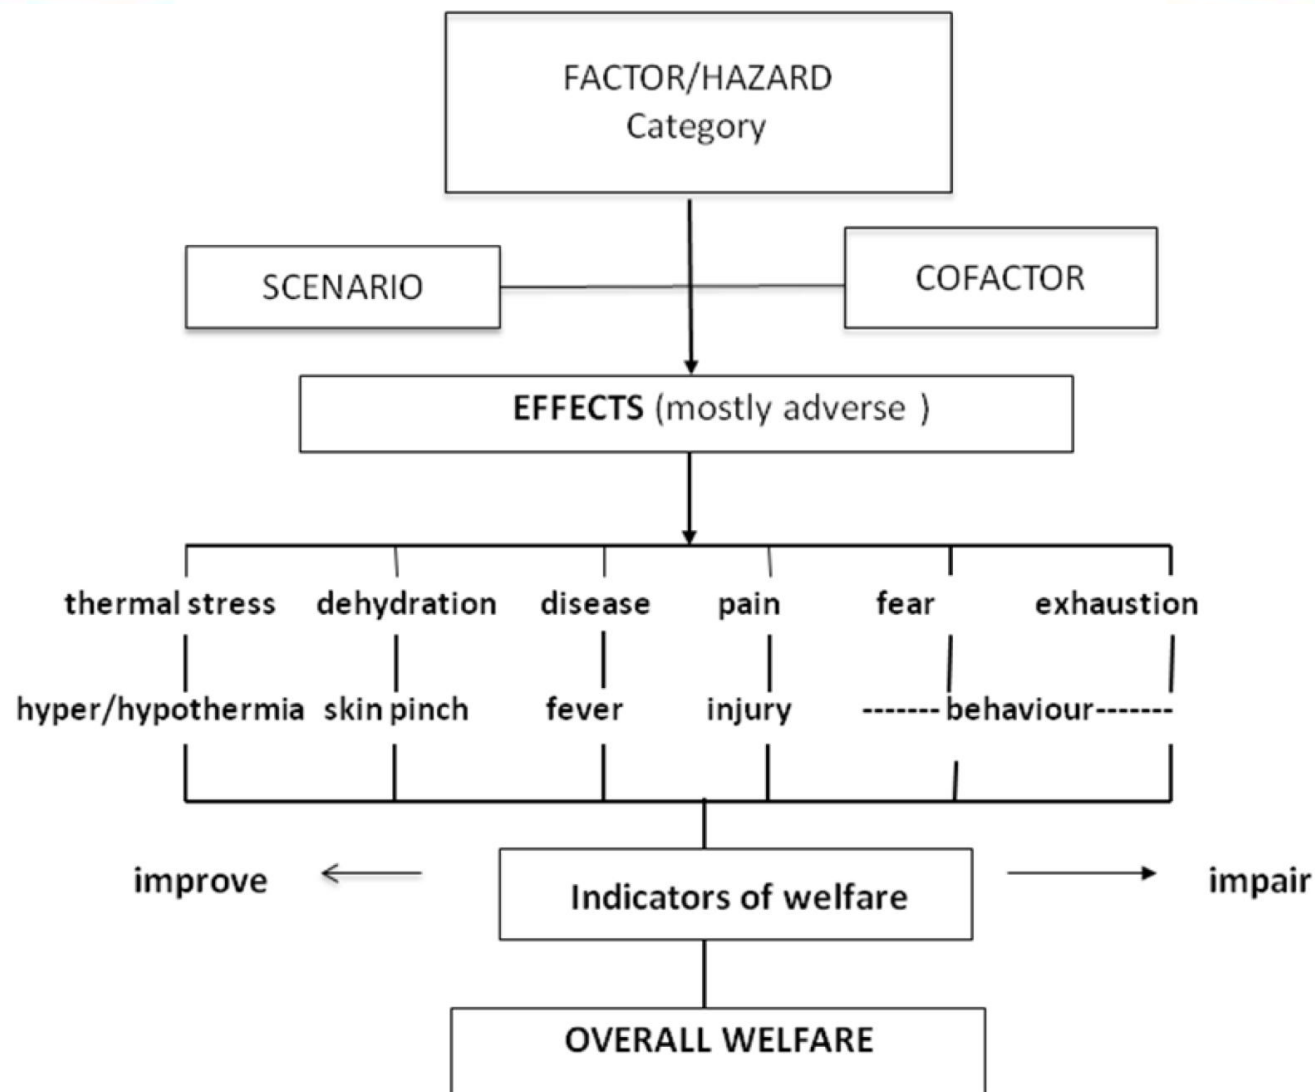 FACTOR/HAZARD
Category
SCENARIO
COFACTOR
EFFECTS (mostly adverse )
thermal stress dehydration disease pain fear exhaustion
hyper/hypothermia skin pinch fever injury ------- behaviour-------
improve Indicators of welfare impair
OVERALL WELFARE